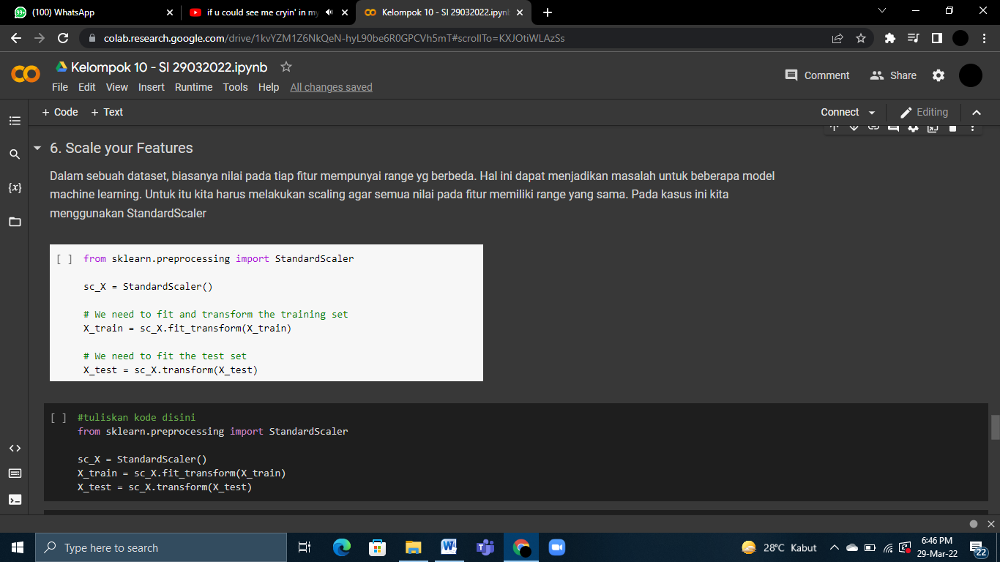 (100) WhatsApp
if u could see me cryin' in my
Kelompok 10 - SI 29032022.ipynb
colab.research.google.com/drive/1kvYZM1Z6NkQeN-hyL90be6R0GPCVh5mT#scrollTo=KXJOtiWLAzSs
Kelompok 10 - SI 29032022.ipynb
Comment
Share
File Edit View Insert Runtime Tools Help All changes saved
+ Code + Text
Connect
Editing
6. Scale your Features
Dalam sebuah dataset, biasanya nilai pada tiap fitur mempunyai range yg berbeda. Hal ini dapat menjadikan masalah untuk beberapa model
machine learning. Untuk itu kita harus melakukan scaling agar semua nilai pada fitur memiliki range yang sama. Pada kasus ini kita
menggunakan StandardScaler
[ ] from sklearn.preprocessing import StandardScaler
sc_X = StandardScaler()
# We need to fit and transform the training set
X_train = sc_X.fit_transform(X_train)
# We need to fit the test set
X_test = sc_X.transform(X_test)
[ ] #tuliskan kode disini
from sklearn.preprocessing import StandardScaler
sc_X = StandardScaler()
X_train = sc_X.fit_transform(X_train)
X_test = sc_X.transform(X_test)
Type here to search
28°C Kabut
6:46 PM
29-Mar-22
22